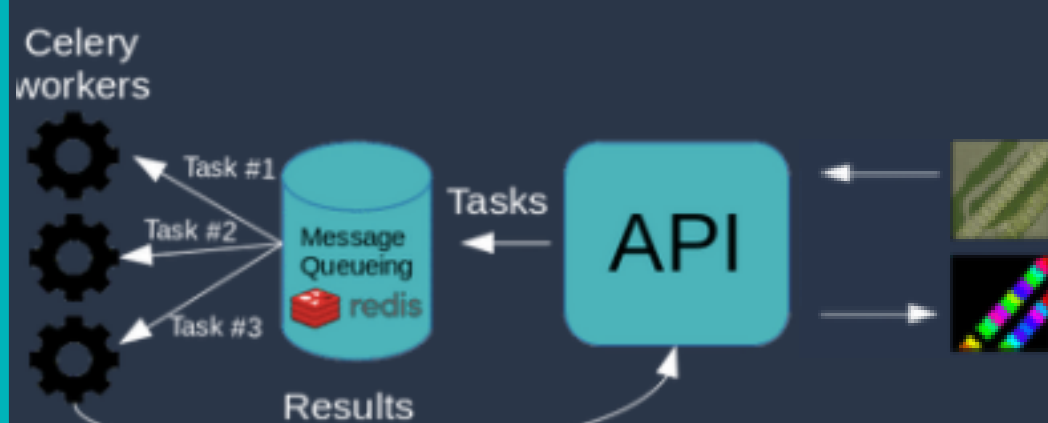 Celery
workers
Task #1
Task #2
Task #3
Message
Queueing
redis
Tasks
API
Results